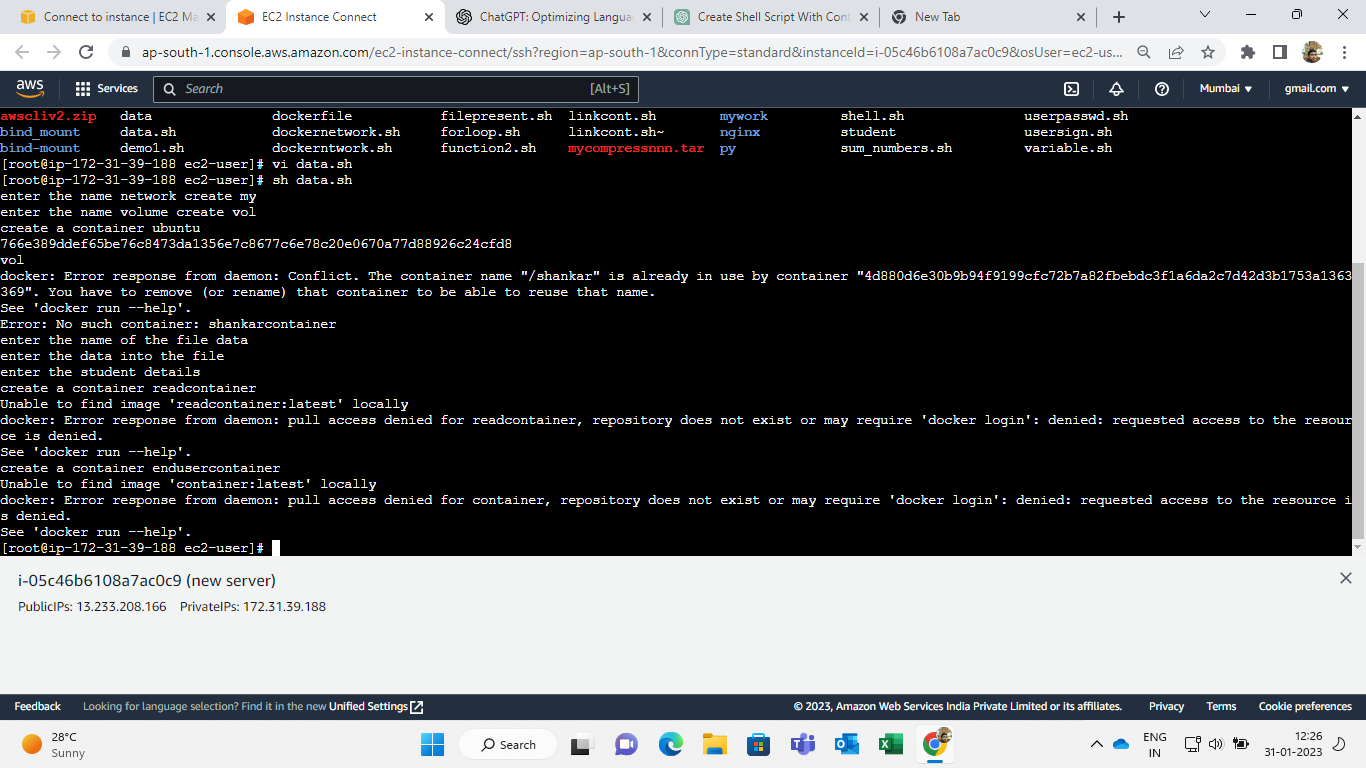 Connect to instance | EC2 Ma
EC2 Instance Connect
ChatGPT: Optimizing Langua
Create Shell Script With Cont
New Tab
ap-south-1.console.aws.amazon.com/ec2-instance-connect/ssh?region=ap-south-1&connType=standard&instanceId=i-05c46b6108a7ac0c9&osUser=ec2-us...
aws Services Search [Alt+S] Mumbai gmail.com
awscliv2.zip data dockerfile filepresent.sh linkcont.sh mywork shell.sh userpasswd.sh
bind_mount data.sh dockernetwork.sh forloop.sh linkcont.sh~ nginx student usersign.sh
bind-mount demo1.sh dockerntwork.sh function2.sh mycompressnnn.tar py sum_numbers.sh variable.sh
[root@ip-172-31-39-188 ec2-user]# vi data.sh
[root@ip-172-31-39-188 ec2-user]# sh data.sh
enter the name network create my
enter the name volume create vol
create a container ubuntu
766e389ddef65be76c8473da1356e7c8677c6e78c20e0670a77d88926c24cfd8
vol
docker: Error response from daemon: Conflict. The container name "/shankar" is already in use by container "4d880d6e30b9b94f9199cfc72b7a82fbebdc3f1a6da2c7d42d3b1753a1363
369". You have to remove (or rename) that container to be able to reuse that name.
See 'docker run --help'.
Error: No such container: shankarcontainer
enter the name of the file data
enter the data into the file
enter the student details
create a container readcontainer
Unable to find image 'readcontainer:latest' locally
docker: Error response from daemon: pull access denied for readcontainer, repository does not exist or may require 'docker login': denied: requested access to the resour
ce is denied.
See 'docker run --help'.
create a container endusercontainer
Unable to find image 'container:latest' locally
docker: Error response from daemon: pull access denied for container, repository does not exist or may require 'docker login': denied: requested access to the resource i
s denied.
See 'docker run --help'.
[root@ip-172-31-39-188 ec2-user]#
i-05c46b6108a7ac0c9 (new server)
PublicIPs: 13.233.208.166 PrivateIPs: 172.31.39.188
Feedback Looking for language selection? Find it in the new Unified Settings © 2023, Amazon Web Services India Private Limited or its affiliates. Privacy Terms Cookie preferences
28°C
Sunny
Search
ENG
IN
12:26
31-01-2023